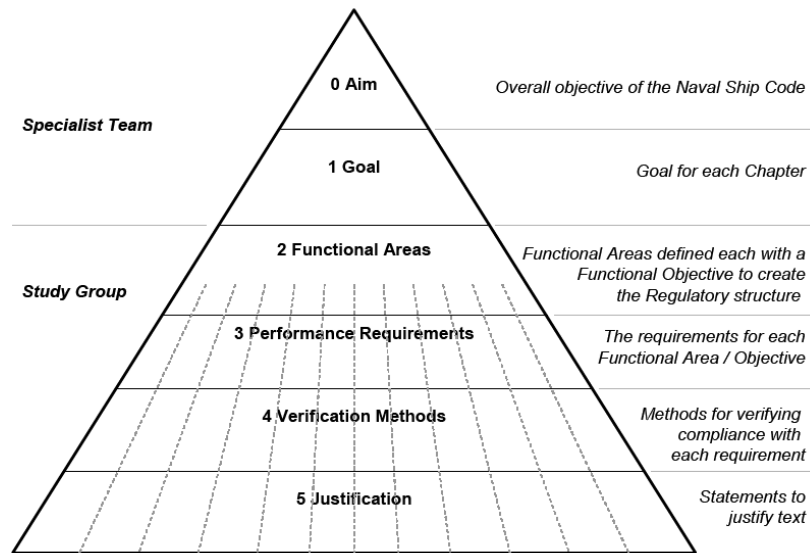 0 Aim
Overall objective of the Naval Ship Code
Specialist Team
1 Goal
Goal for each Chapter
2 Functional Areas
Functional Areas defined each with a
Functional Objective to create
the Regulatory structure
Study Group
3 Performance Requirements
The requirements for each
Functional Area / Objective
4 Verification Methods
Methods for verifying
compliance with
each requirement
5 Justification
Statements to
justify text